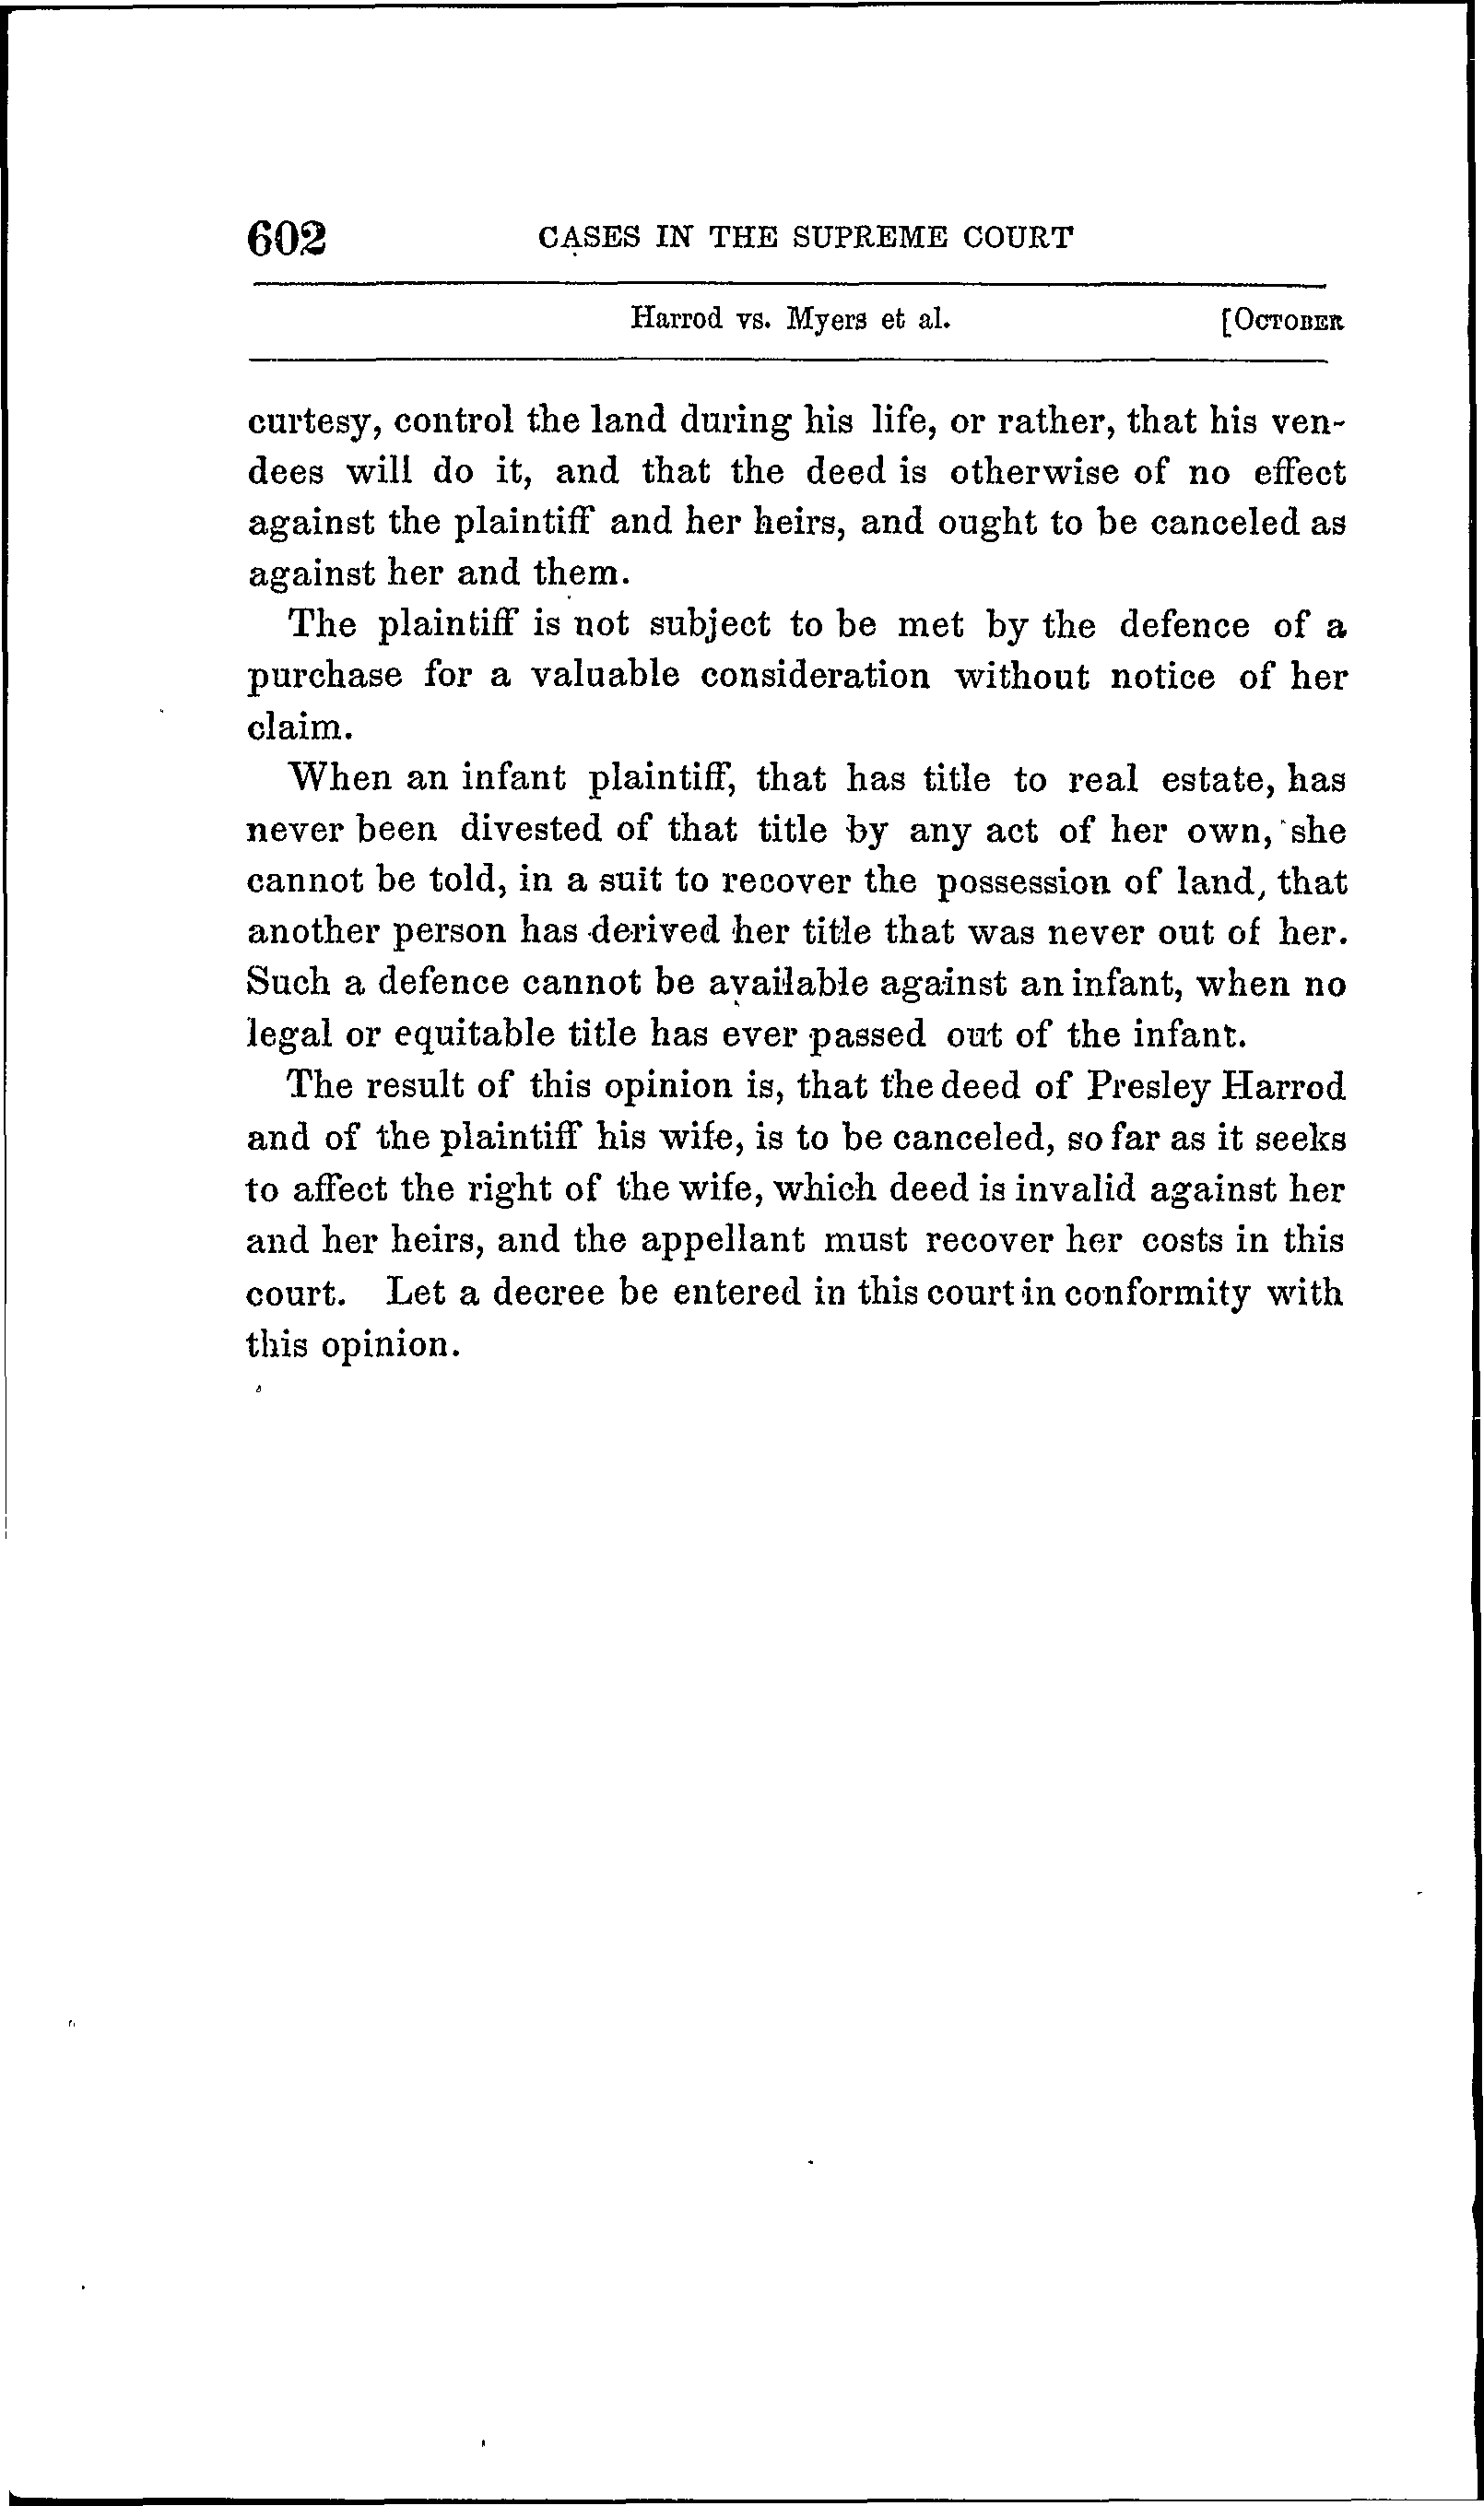 602 CASES IN THE SUPREME COURT
Harrod vs. Myers et al. [OCTOBER
curtesy, control the land during his life, or rather, that his ven-
dees will do it, and that the deed is otherwise of no effect
against the plaintiff and her heirs, and ought to be canceled as
against her and them.
The plaintiff is not subject to be met by the defence of a
purchase for a valuable consideration without notice of her
claim.
When an infant plaintiff, that has title to real estate, has
never been divested of that title by any act of her own, she
cannot be told, in a suit to recover the possession of land, that
another person has derived her title that was never out of her.
Such a defence cannot be available against an infant, when no
legal or equitable title has ever passed out of the infant.
The result of this opinion is, that the deed of Presley Harrod
and of the plaintiff his wife, is to be canceled, so far as it seeks
to affect the right of the wife, which deed is invalid against her
and her heirs, and the appellant must recover her costs in this
court. Let a decree be entered in this court in conformity with
this opinion.